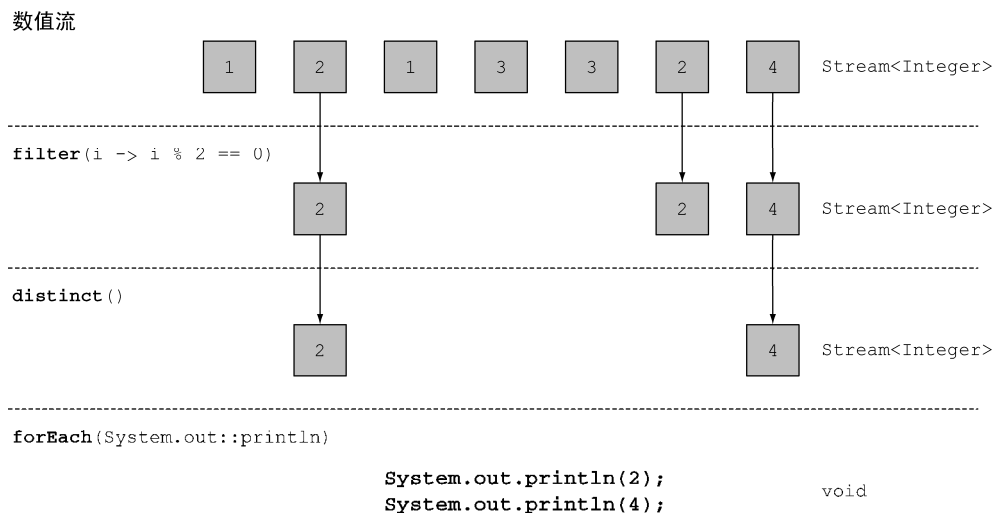 数值流
1 2 1 3 3 2 4 Stream<Integer>
filter(i -> i % 2 == 0)
2 2 4 Stream<Integer>
distinct()
2 4 Stream<Integer>
forEach(System.out::println)
System.out.println(2);
System.out.println(4);
void